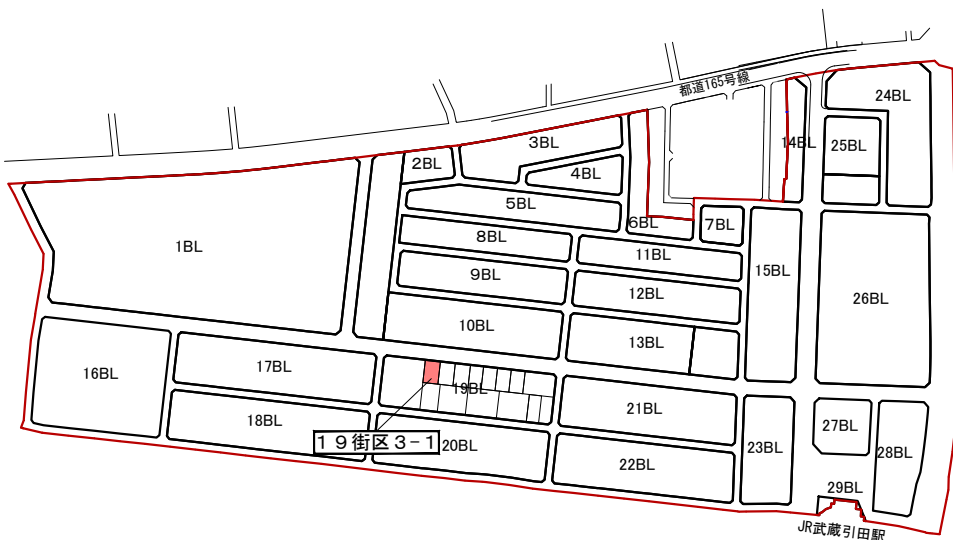 都道165号線
24BL
3BL
14BL
25BL
2BL
4BL
5BL
6BL
7BL
1BL
8BL
11BL
15BL
9BL
12BL
26BL
10BL
13BL
16BL
17BL
19BL
21BL
18BL
27BL
19街区3-1
20BL
23BL
28BL
22BL
29BL
JR武蔵引田駅